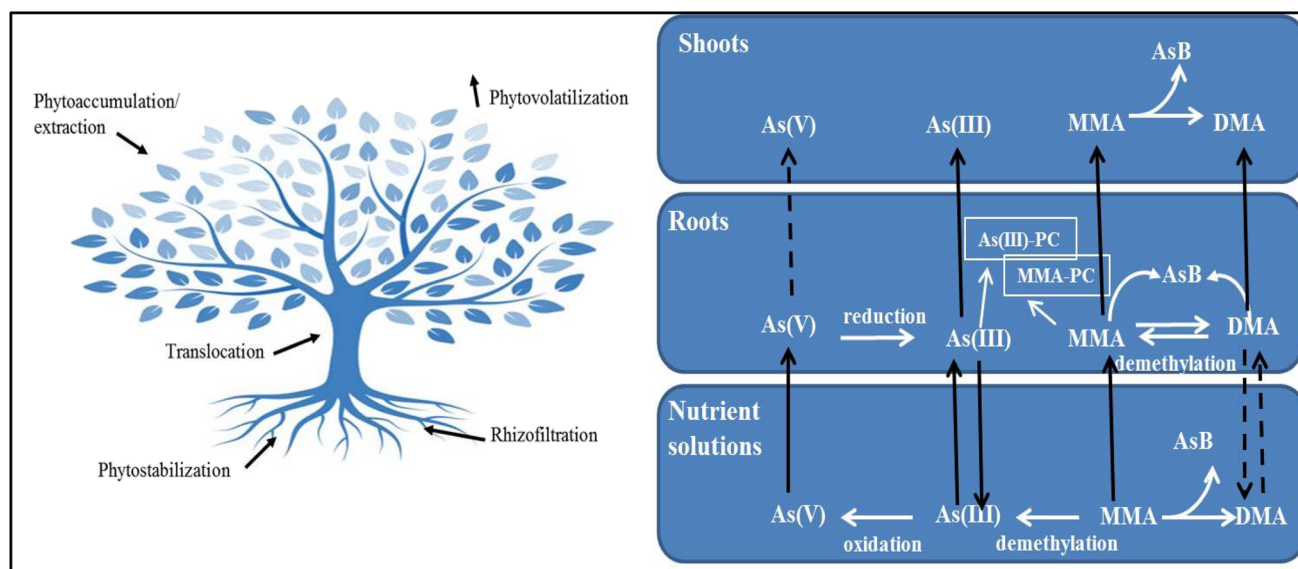 Phytoaccumulation/
extraction
Phytovolatilization
Translocation
Rhizofiltration
Phytostabilization
Shoots
AsB
As(V)
As(III)
MMA
DMA
Roots
As(III)-PC
MMA-PC
AsB
As(V)
reduction
As(III)
MMA
DMA
demethylation
Nutrient
solutions
AsB
As(V)
As(III)
MMA
DMA
oxidation
demethylation